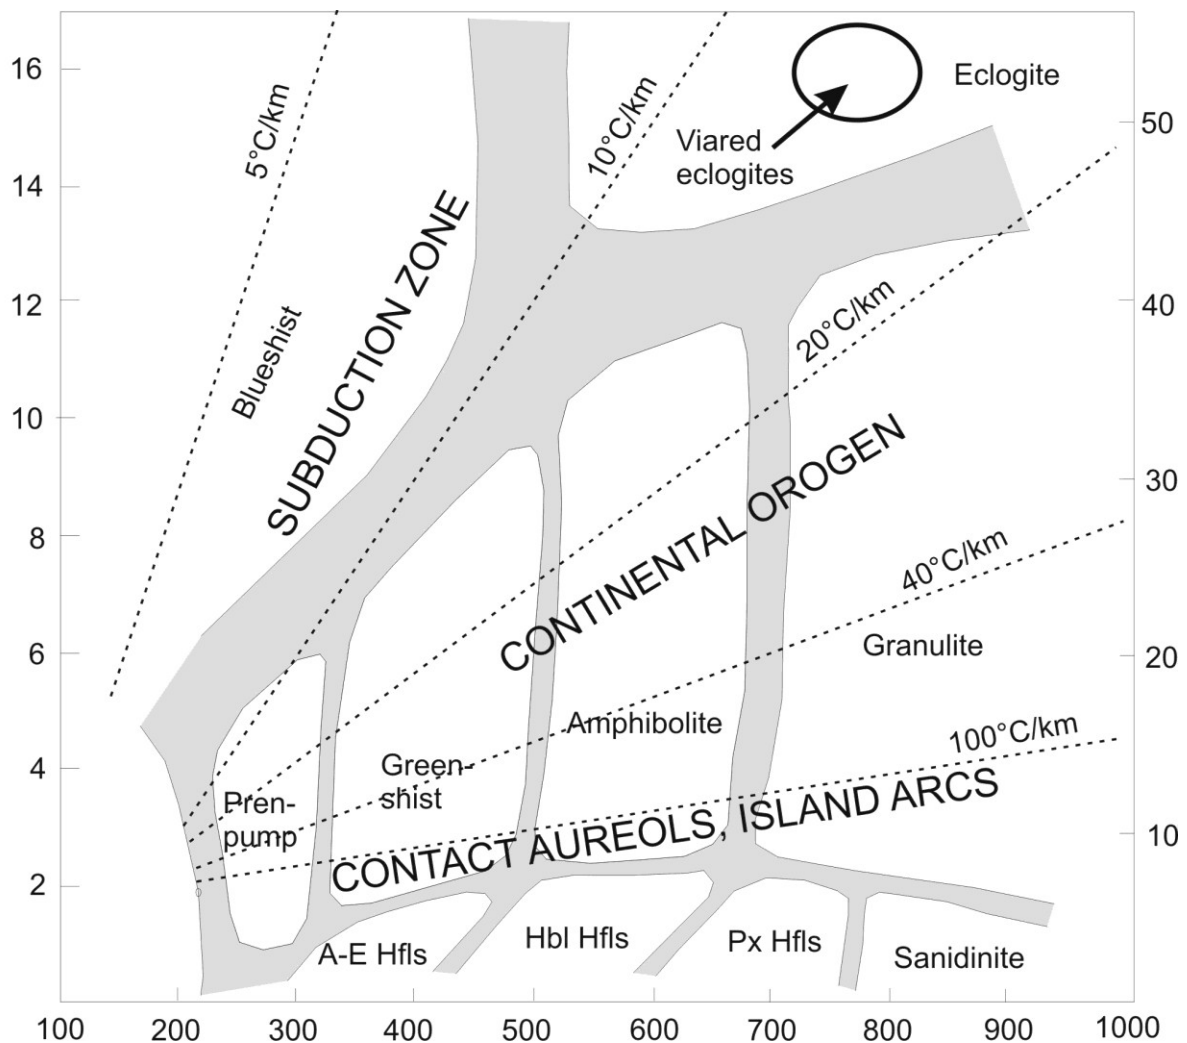 16
14
12
10
8
6
4
2
5°C/km
10°C/km
Eclogite
Viared
eclogites
50
40
30
20
10
SUBDUCTION ZONE
Blueshist
20°C/km
CONTINENTAL OROGEN
40°C/km
Granulite
Amphibolite
100°C/km
Green-
shist
Pren-
pump
CONTACT AUREOLS, ISLAND ARCS
A-E Hfls
Hbl Hfls
Px Hfls
Sanidinite
100 200 300 400 500 600 700 800 900 1000